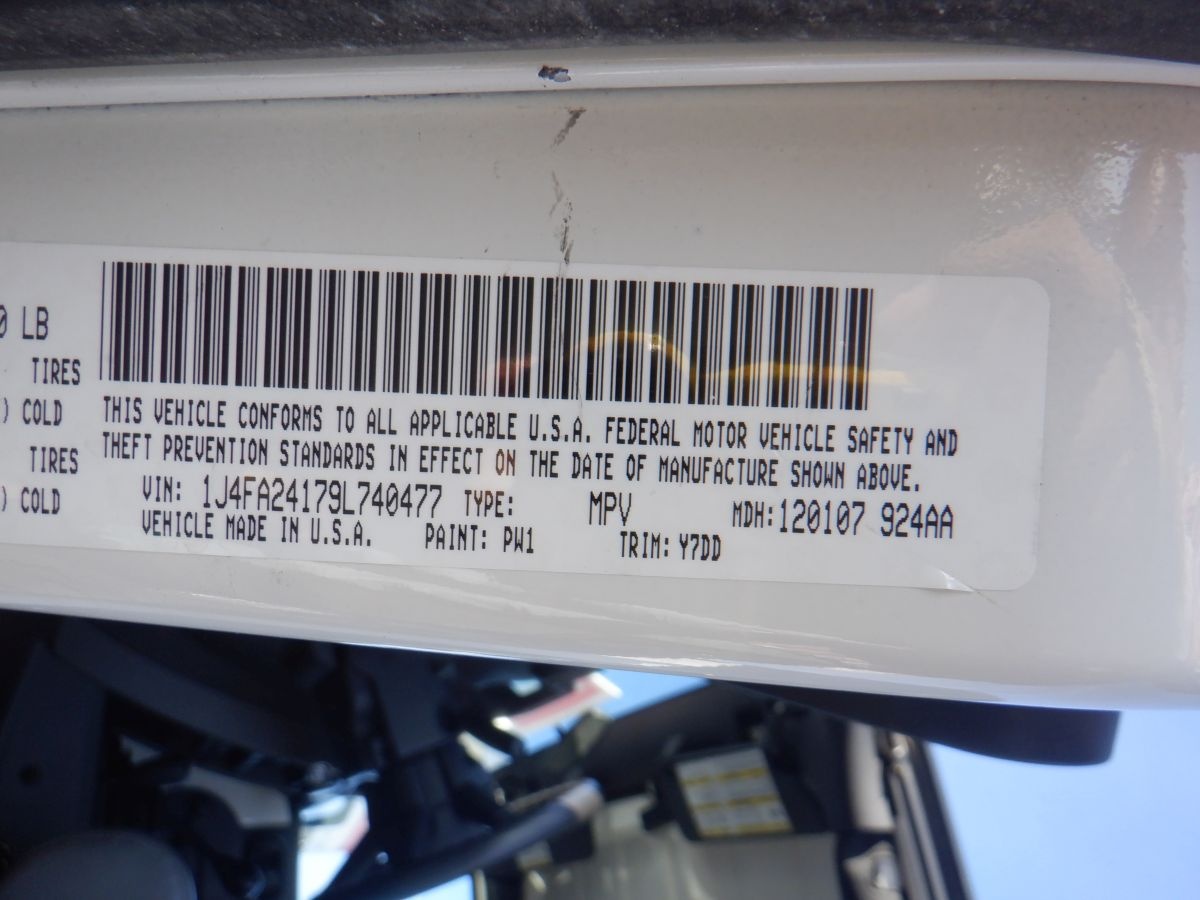 0 LB
TIRES
) COLD
TIRES
) COLD
THIS VEHICLE CONFORMS TO ALL APPLICABLE U.S.A. FEDERAL MOTOR VEHICLE SAFETY AND
THEFT PREVENTION STANDARDS IN EFFECT ON THE DATE OF MANUFACTURE SHOWN ABOVE.
VIN: 1J4FA24179L740477 TYPE: MPV MDH:120107 924AA
VEHICLE MADE IN U.S.A. PAINT: PW1 TRIM: Y7DD